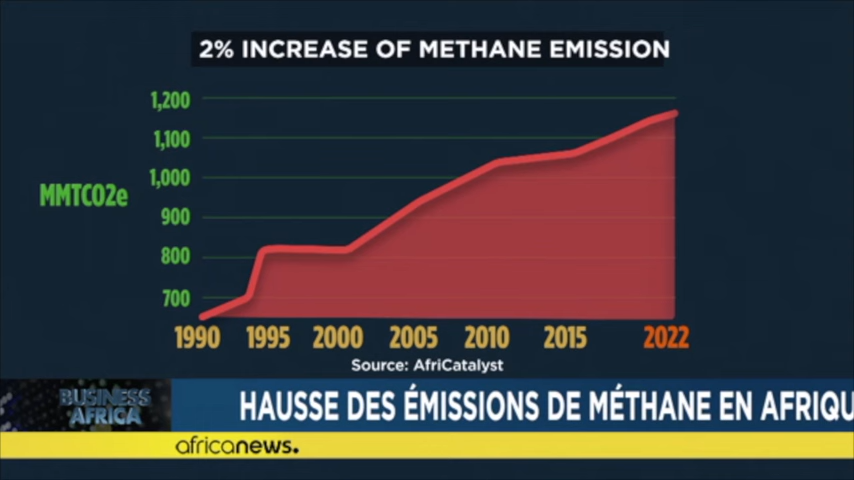 2% INCREASE OF METHANE EMISSION
1,200
1,100
1,000
MMTCO2e
900
800
700
1990 1995 2000 2005 2010 2015 2022
Source: AfriCatalyst
BUSINESS
AFRICA
HAUSSE DES ÉMISSIONS DE MÉTHANE EN AFRIQU
africanews.